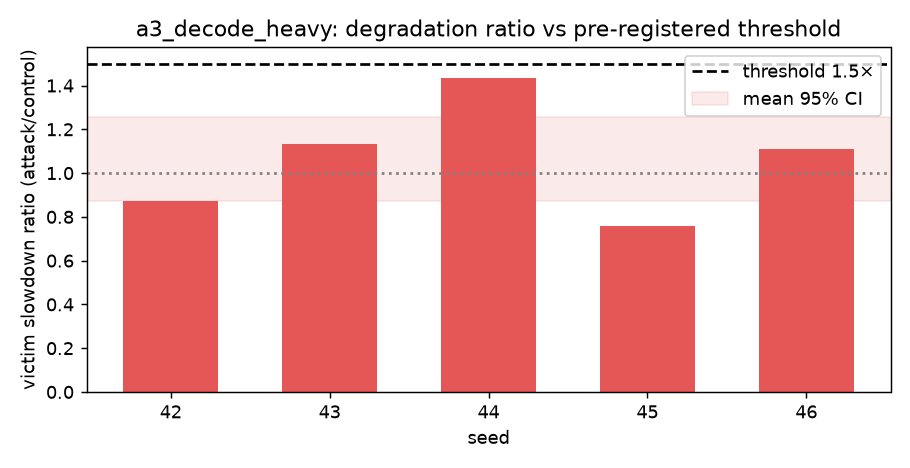 a3_decode_heavy: degradation ratio vs pre-registered threshold
victim slowdown ratio (attack/control)
1.4
1.2
1.0
0.8
0.6
0.4
0.2
0.0
threshold 1.5×
mean 95% CI
42 43 44 45 46
seed